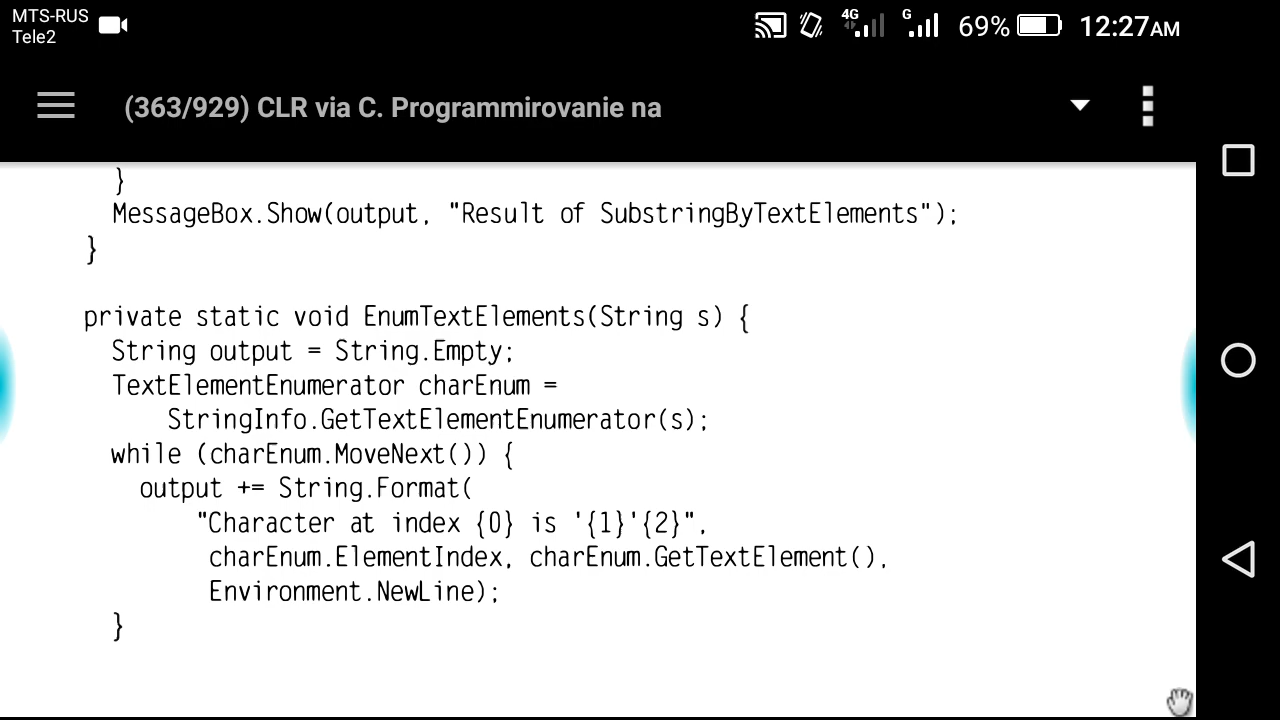 MTS-RUS
Tele2
4G
G
69%
12:27AM
(363/929) CLR via C. Programmirovanie na
}
MessageBox.Show(output, "Result of SubstringByTextElements");
}
private static void EnumTextElements(String s) {
String output = String.Empty;
TextElementEnumerator charEnum =
StringInfo.GetTextElementEnumerator(s);
while (charEnum.MoveNext()) {
output += String.Format(
"Character at index {0} is '{1}'{2}",
charEnum.ElementIndex, charEnum.GetTextElement(),
Environment.NewLine);
}